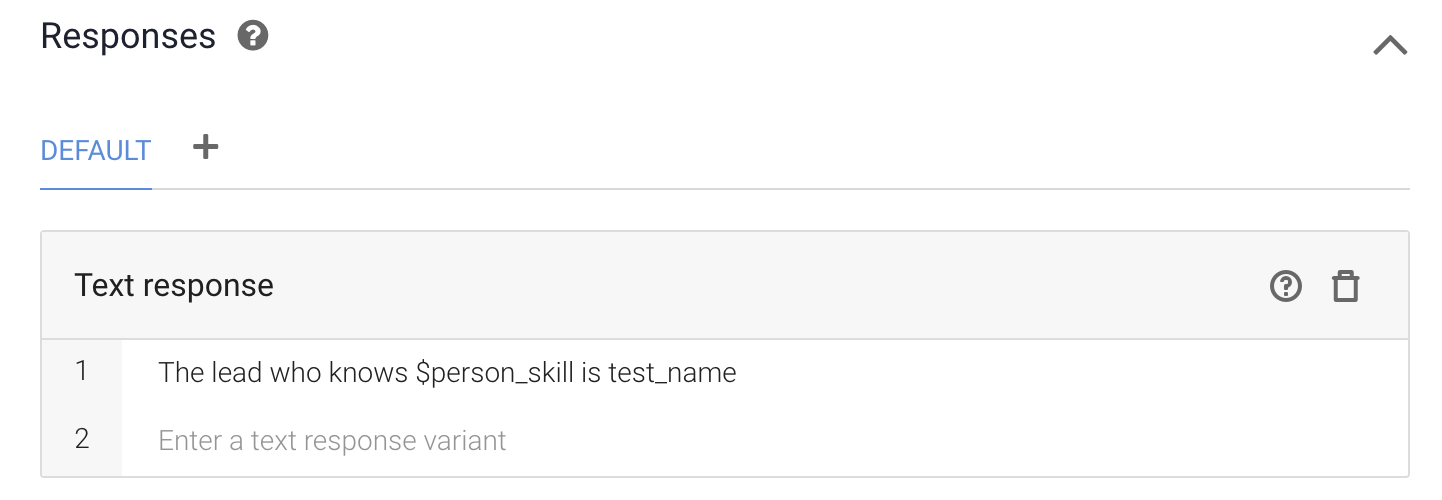 Responses
DEFAULT
Text response
1 The lead who knows $person_skill is test_name
2 Enter a text response variant